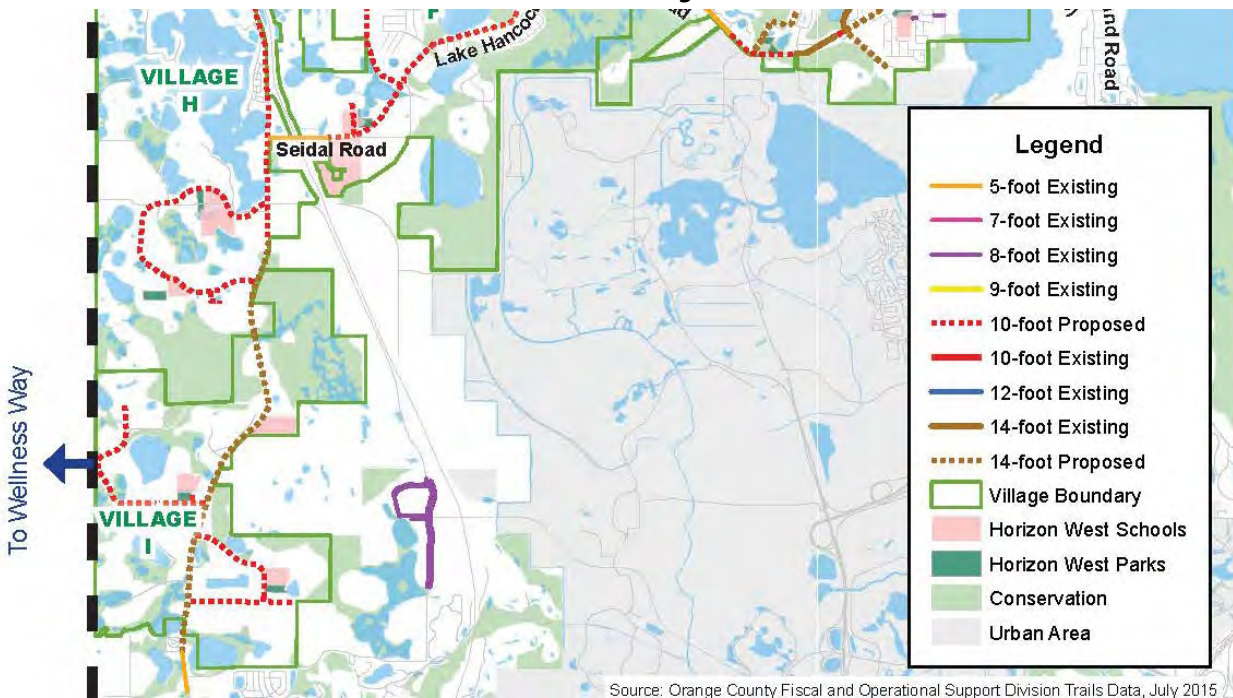 VILLAGE
H
Lake Hancock
and Road
Seidal Road
To Wellness Way
VILLAGE
I
Legend
5-foot Existing
7-foot Existing
8-foot Existing
9-foot Existing
10-foot Proposed
10-foot Existing
12-foot Existing
14-foot Existing
14-foot Proposed
Village Boundary
Horizon West Schools
Horizon West Parks
Conservation
Urban Area
Source: Orange County Fiscal and Operational Support Division Trails Data, July 2015